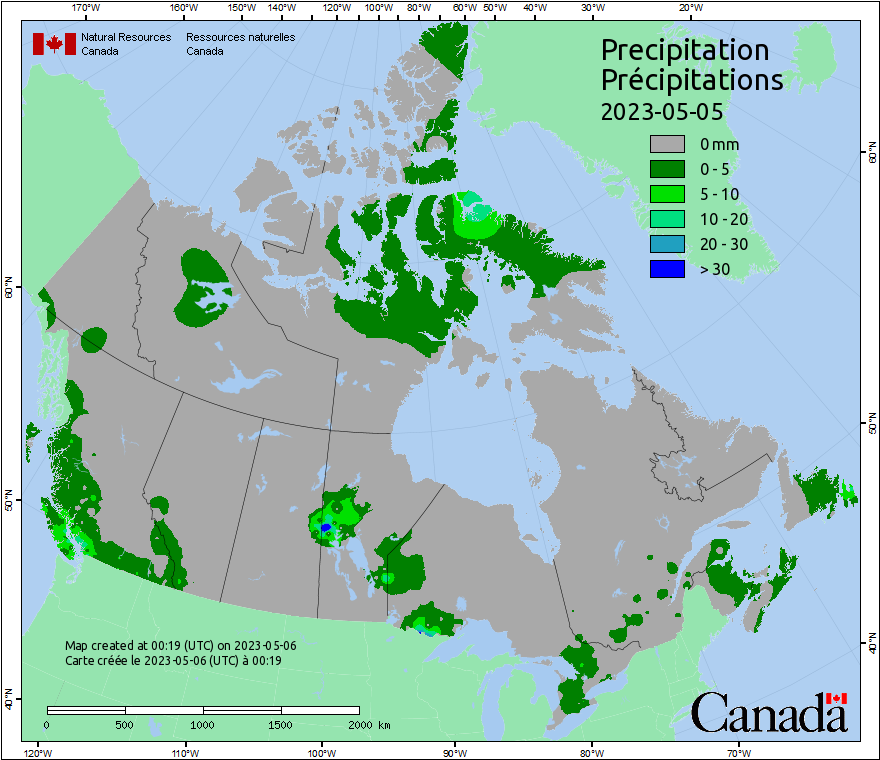 170°W 160°W 150°W 140°W 120°W 100°W 80°W 60°W 50°W 40°W 30°W 20°W
Natural Resources Ressources naturelles
Canada Canada
Precipitation
Précipitations
2023-05-05
0 mm
0 - 5
5 - 10
10 - 20
20 - 30
> 30
60°N
60°N
50°N
50°N
40°N
40°N
Map created at 00:19 (UTC) on 2023-05-06
Carte créée le 2023-05-06 (UTC) à 00:19
0 500 1000 1500 2000 km
Canada
120°W 110°W 100°W 90°W 80°W 70°W